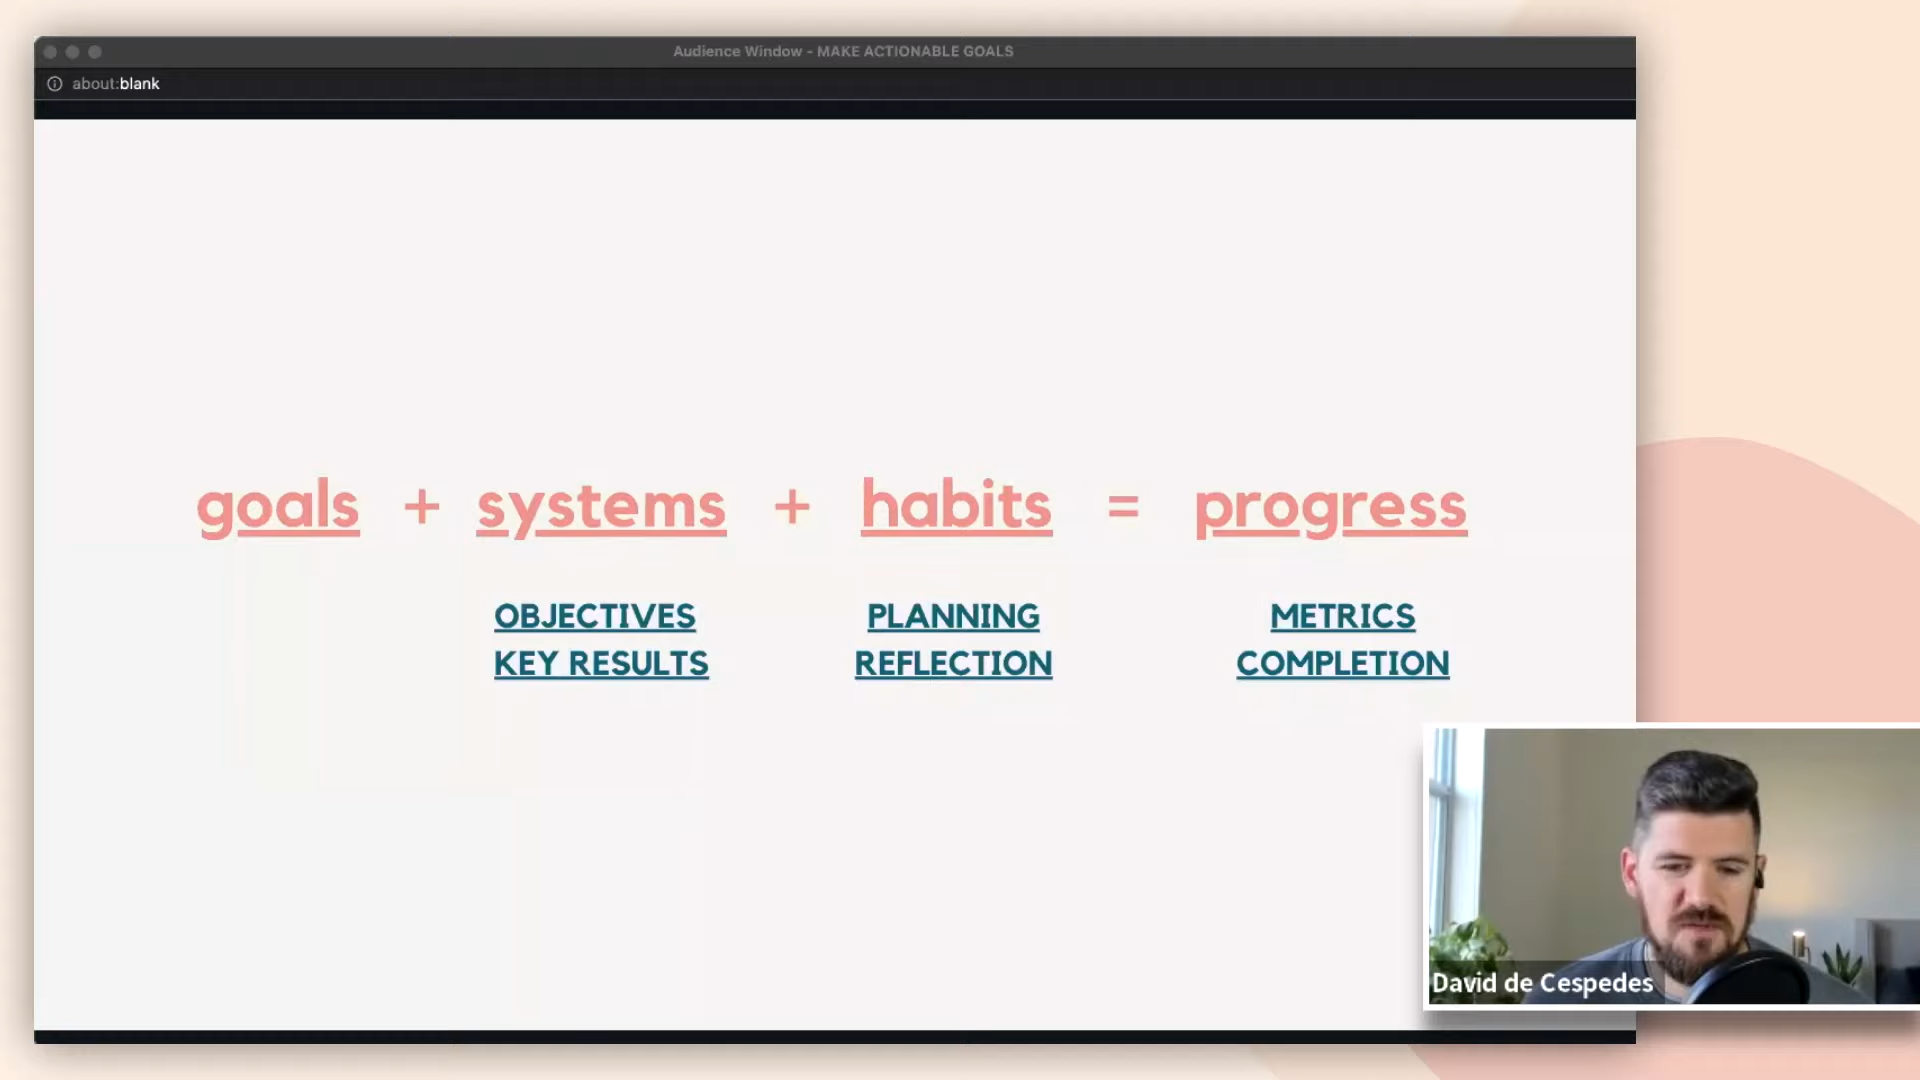 Audience Window - MAKE ACTIONABLE GOALS
about:blank
goals + systems + habits = progress
OBJECTIVES PLANNING METRICS
KEY RESULTS REFLECTION COMPLETION
David de Cespedes